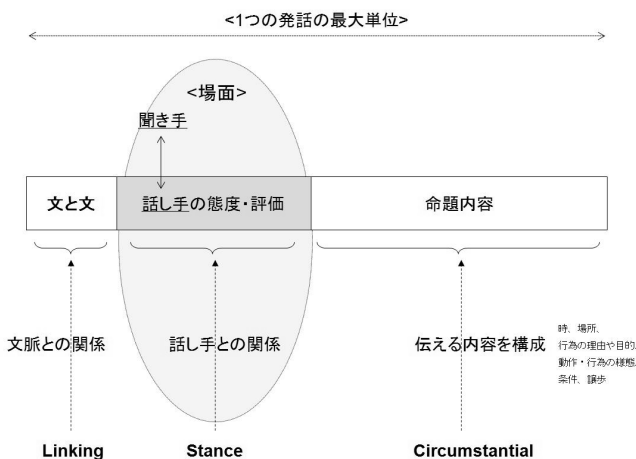 <1つの発話の最大単位>
<場面>
聞き手
文と文
話し手の態度・評価
命題内容
文脈との関係
話し手との関係
伝える内容を構成
時、場所、
行為の理由や目的、
動作・行為の様態、
条件、譲歩
Linking
Stance
Circumstantial